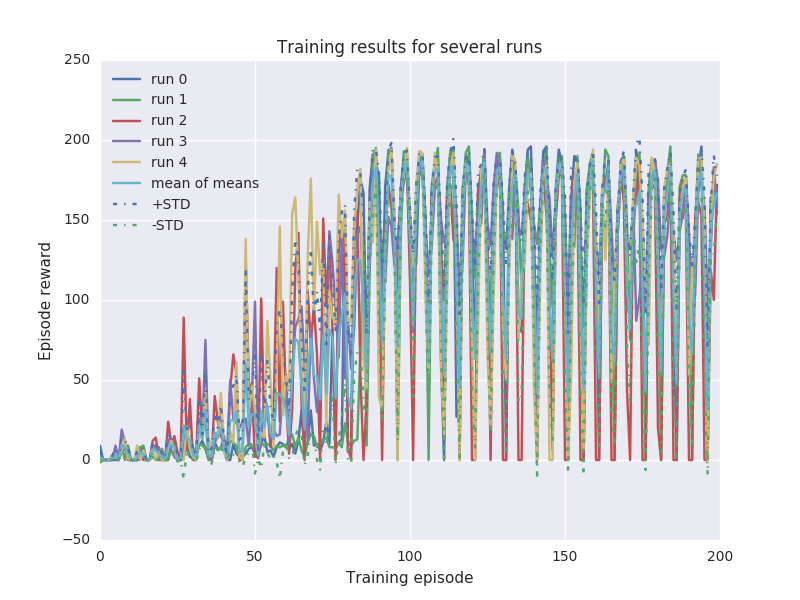 Training results for several runs
250
200
150
100
50
0
−50
run 0
run 1
run 2
run 3
run 4
mean of means
+STD
-STD
Episode reward
0
50
100
150
200
Training episode